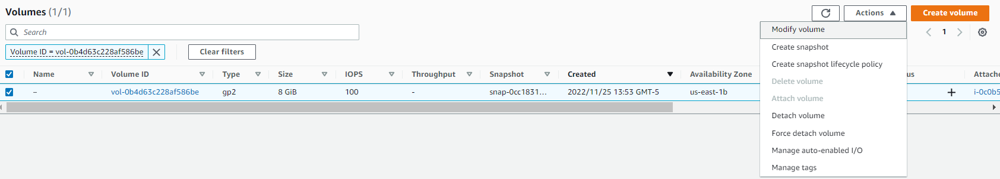 Volumes (1/1)
Actions
Create volume
Search
1
Volume ID = vol-0b4d63c228af586be
Clear filters
Modify volume
Create snapshot
Create snapshot lifecycle policy
Delete volume
Attach volume
Detach volume
Force detach volume
Manage auto-enabled I/O
Manage tags
Name Volume ID Type Size IOPS Throughput Snapshot Created Availability Zone us Attache
– vol-0b4d63c228af586be gp2 8 GiB 100 - snap-0cc1831... 2022/11/25 13:53 GMT-5 us-east-1b i-0c0b5